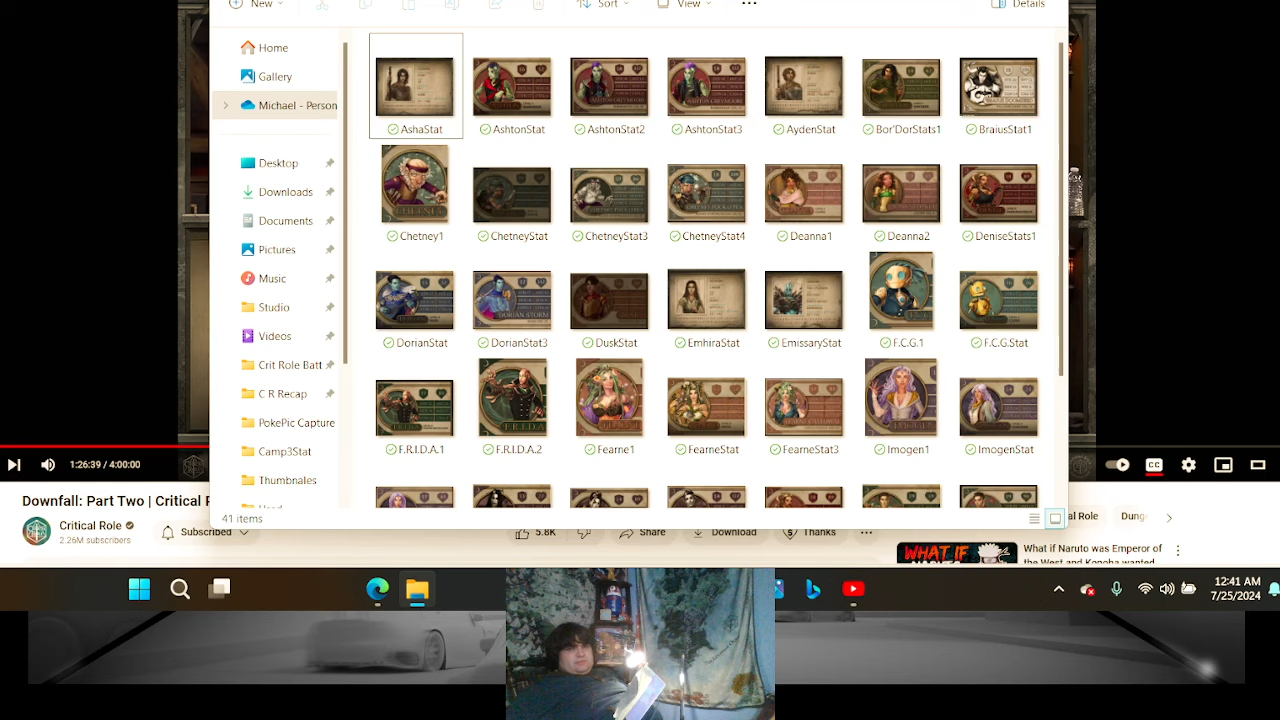 New
Sort
View
Details
Home
Gallery
Michael - Person
Desktop
Downloads
Documents
Pictures
Music
Studio
Videos
Crit Role Batt
C R Recap
PokePic Capture
Camp3Stat
Thumbnales
AshaStat
AshtonStat
AshtonStat2
AshtonStat3
AydenStat
Bor'DorStats1
BraiusStat1
Chetney1
ChetneyStat
ChetneyStat3
ChetneyStat4
Deanna1
Deanna2
DeniseStats1
DorianStat
DorianStat3
DuskStat
EmhiraStat
EmissaryStat
F.C.G.1
F.C.G.Stat
F.R.I.D.A.1
F.R.I.D.A.2
Fearne1
FearneStat
FearneStat3
Imogen1
ImogenStat
41 items
1:26:39 / 4:00:00
CC
Downfall: Part Two | Critical R
Critical Role
2.26M subscribers
Subscribed
5.8K
Share
Download
Thanks
al Role
Dung
WHAT IF
What if Naruto was Emperor of
the West and Konoha wanted
12:41 AM
7/25/2024